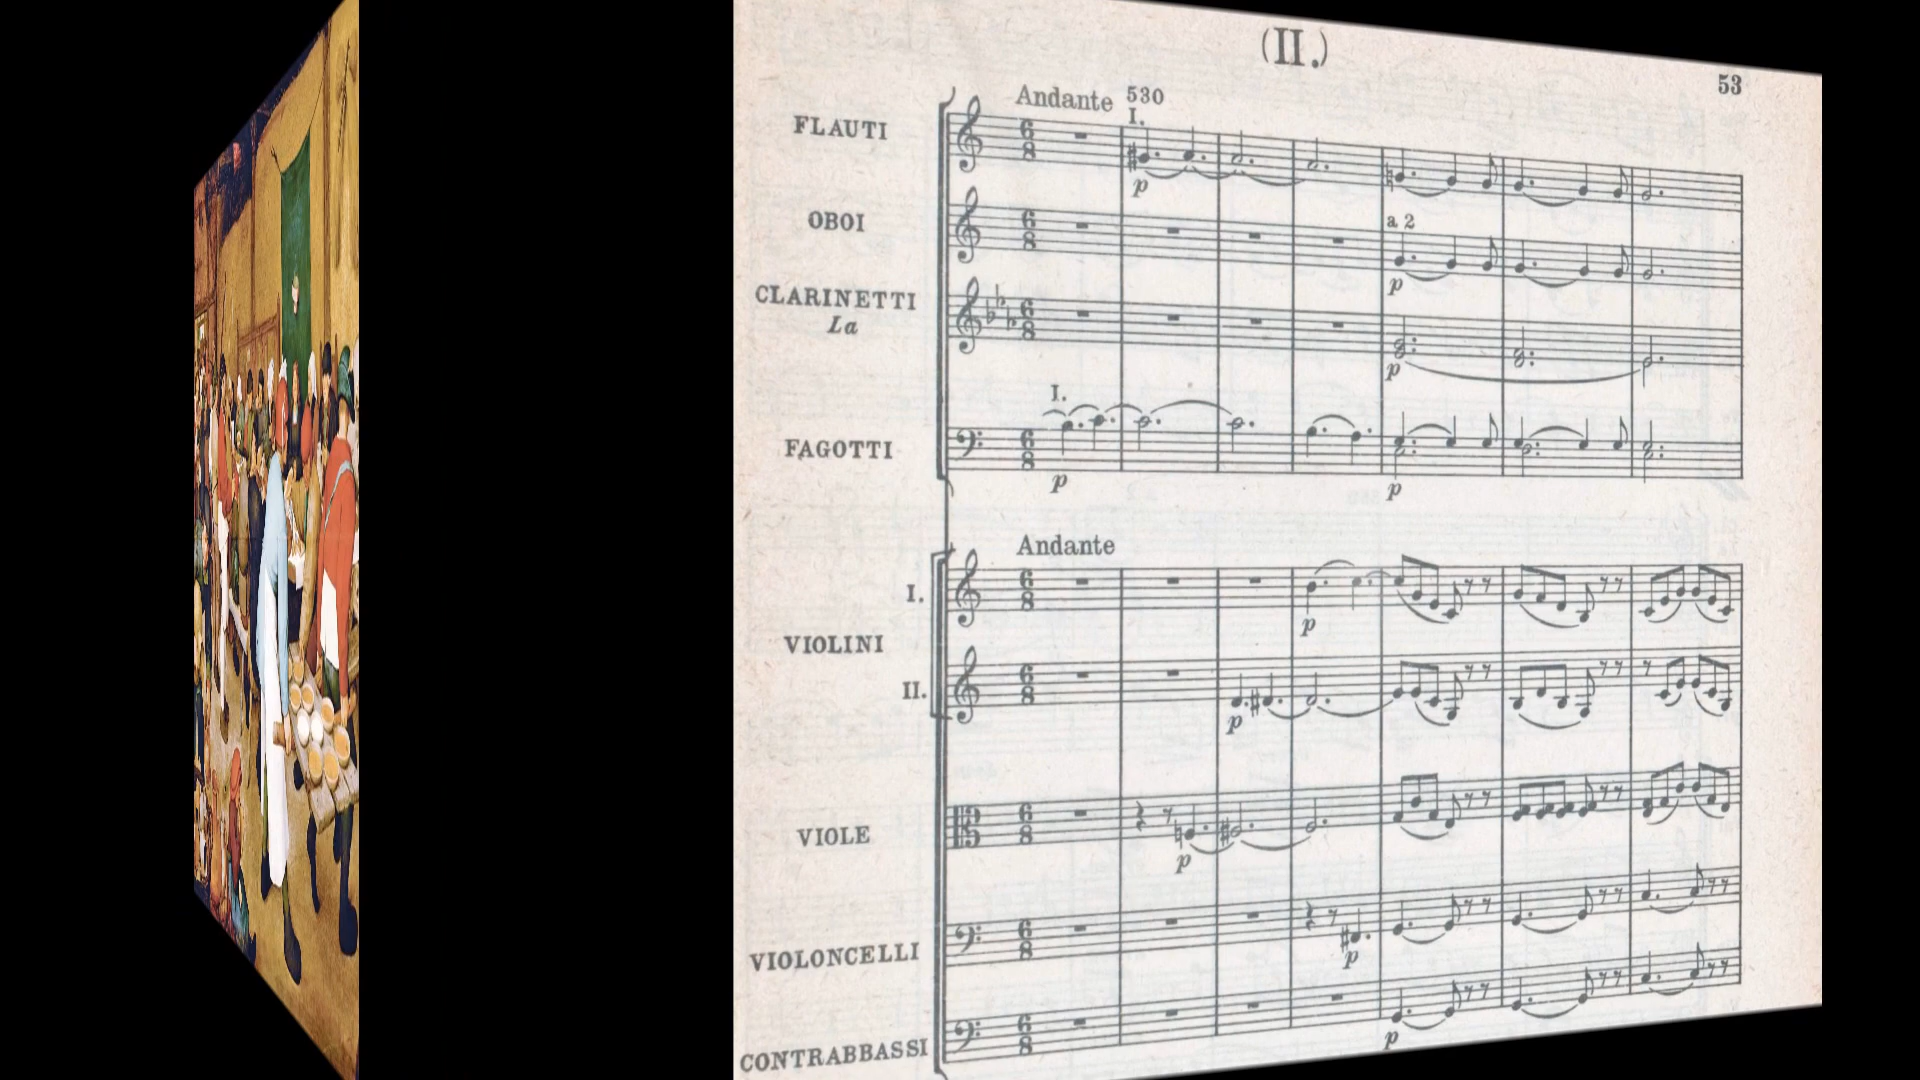 (II.)
53
Andante 530
I.
FLAUTI
p
OBOI
a 2
p
CLARINETTI
La
p
I.
FAGOTTI
p p
Andante
I.
p
VIOLINI
II.
p
VIOLE
p
VIOLONCELLI
p
CONTRABBASSI
p